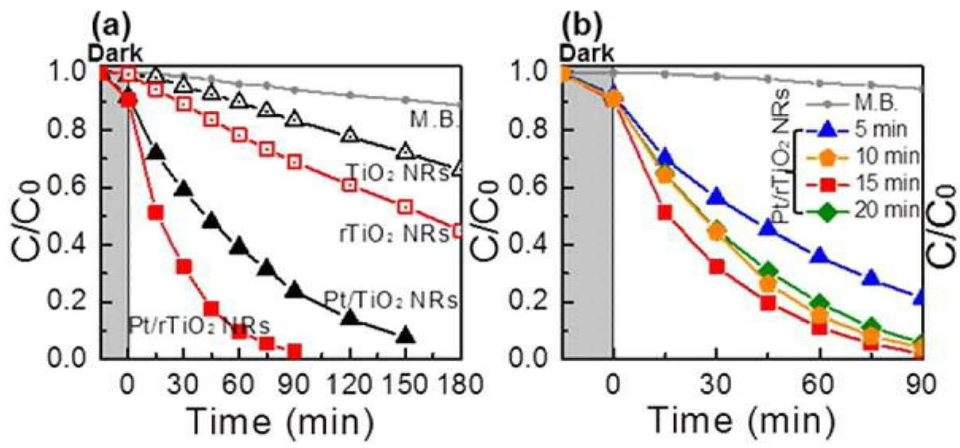 (a)
Dark
1.0
0.8
0.6
0.4
0.2
0.0
C/C0
M.B.
TiO2 NRs
rTiO2 NRs
Pt/TiO2 NRs
Pt/rTiO2 NRs
0 30 60 90 120 150 180
Time (min)
(b)
Dark
1.0
0.8
0.6
0.4
0.2
0.0
C/C0
M.B.
Pt/rTiO2 NRs
5 min
10 min
15 min
20 min
0 30 60 90
Time (min)
C/C0